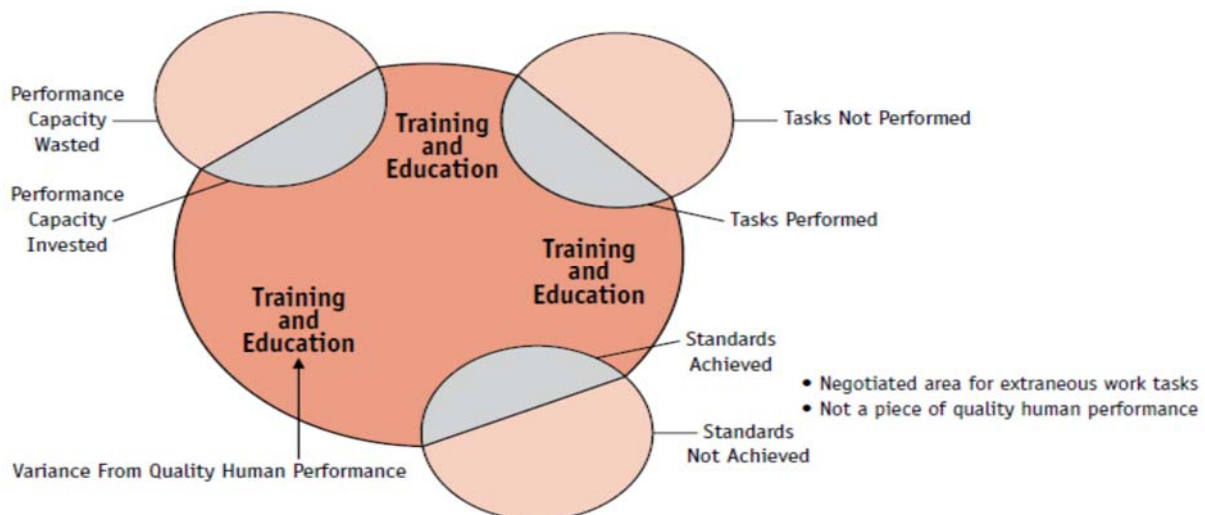 Performance
Capacity
Wasted
Performance
Capacity
Invested
Training
and
Education
Tasks Not Performed
Tasks Performed
Training
and
Education
Training
and
Education
Standards
Achieved
• Negotiated area for extraneous work tasks
• Not a piece of quality human performance
Standards
Not Achieved
Variance From Quality Human Performance